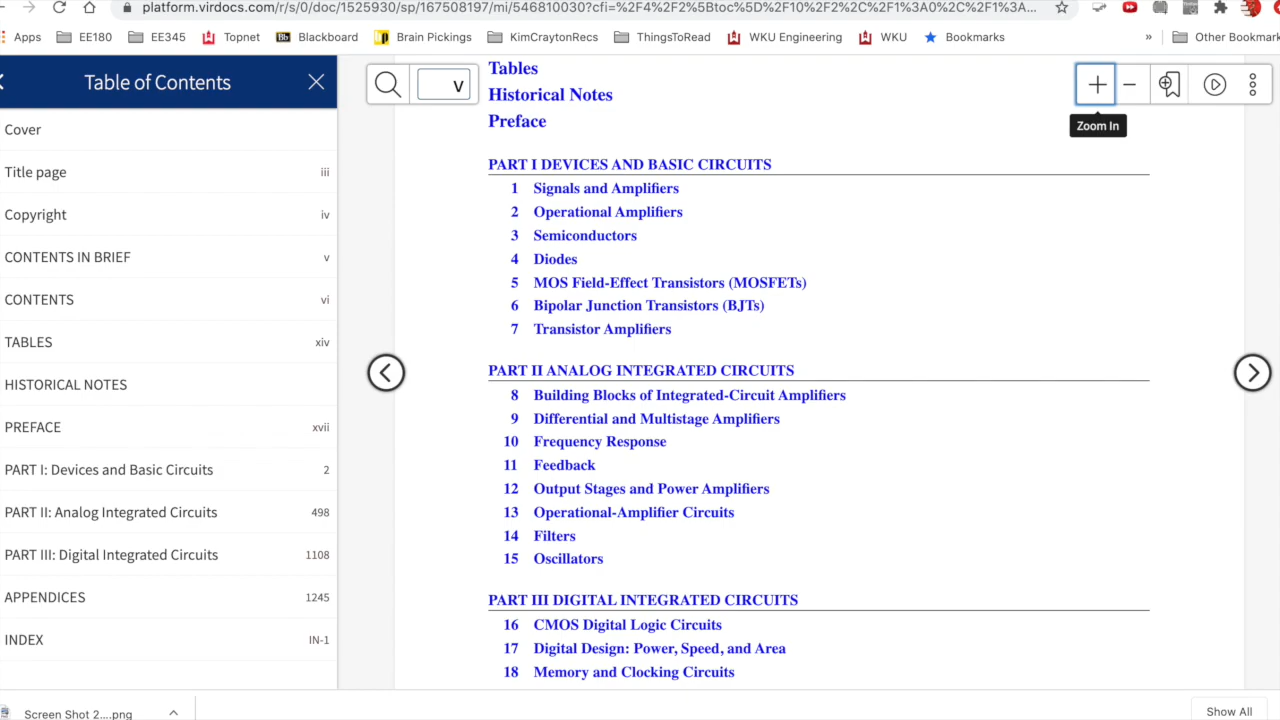 platform.virdocs.com/r/s/0/doc/1525930/sp/167508197/mi/546810030?cfi=%2F4%2F2%5Btoc%5D%2F10%2F2%2C%2F1%3A0%2C%2F1%3A...
Apps EE180 EE345 Topnet Bb Blackboard Brain Pickings KimCraytonRecs ThingsToRead WKU Engineering WKU Bookmarks » Other Bookmark
Table of Contents
Cover
Title page iii
Copyright iv
CONTENTS IN BRIEF v
CONTENTS vi
TABLES xiv
HISTORICAL NOTES
PREFACE xvii
PART I: Devices and Basic Circuits 2
PART II: Analog Integrated Circuits 498
PART III: Digital Integrated Circuits 1108
APPENDICES 1245
INDEX IN-1
v
Zoom In
Tables
Historical Notes
Preface
PART I DEVICES AND BASIC CIRCUITS
1 Signals and Amplifiers
2 Operational Amplifiers
3 Semiconductors
4 Diodes
5 MOS Field-Effect Transistors (MOSFETs)
6 Bipolar Junction Transistors (BJTs)
7 Transistor Amplifiers
PART II ANALOG INTEGRATED CIRCUITS
8 Building Blocks of Integrated-Circuit Amplifiers
9 Differential and Multistage Amplifiers
10 Frequency Response
11 Feedback
12 Output Stages and Power Amplifiers
13 Operational-Amplifier Circuits
14 Filters
15 Oscillators
PART III DIGITAL INTEGRATED CIRCUITS
16 CMOS Digital Logic Circuits
17 Digital Design: Power, Speed, and Area
18 Memory and Clocking Circuits
Screen Shot 2....png
Show All